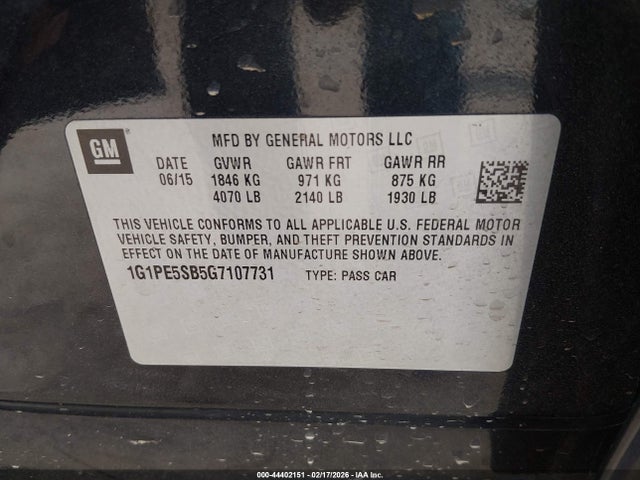 GM
MFD BY GENERAL MOTORS LLC
DATE GVWR GAWR FRT GAWR RR
06/15 1846 KG 971 KG 875 KG
4070 LB 2140 LB 1930 LB
THIS VEHICLE CONFORMS TO ALL APPLICABLE U.S. FEDERAL MOTOR
VEHICLE SAFETY, BUMPER, AND THEFT PREVENTION STANDARDS IN
EFFECT ON THE DATE OF MANUFACTURE SHOWN ABOVE.
1G1PE5SB5G7107731 TYPE: PASS CAR
000-44402151 - 02/17/2026 - IAA Inc.